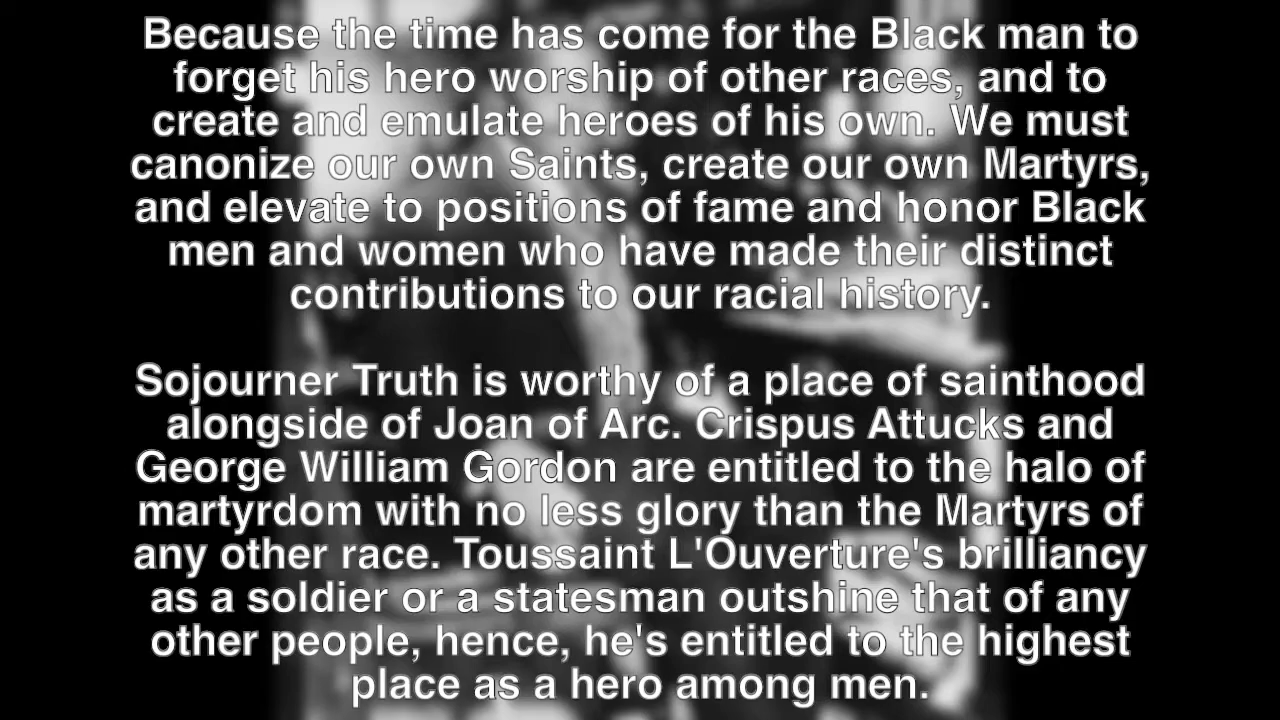 Because the time has come for the Black man to
forget his hero worship of other races, and to
create and emulate heroes of his own. We must
canonize our own Saints, create our own Martyrs,
and elevate to positions of fame and honor Black
men and women who have made their distinct
contributions to our racial history.
Sojourner Truth is worthy of a place of sainthood
alongside of Joan of Arc. Crispus Attucks and
George William Gordon are entitled to the halo of
martyrdom with no less glory than the Martyrs of
any other race. Toussaint L'Ouverture's brilliancy
as a soldier or a statesman outshine that of any
other people, hence, he's entitled to the highest
place as a hero among men.